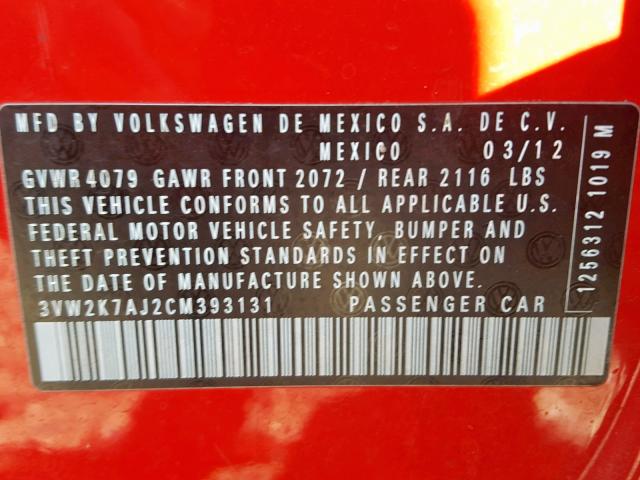 MFD BY VOLKSWAGEN DE MEXICO S.A. DE C.V.
MEXICO 03/12
GVWR 4079 GAWR FRONT 2072 / REAR 2116 LBS
THIS VEHICLE CONFORMS TO ALL APPLICABLE U.S.
FEDERAL MOTOR VEHICLE SAFETY, BUMPER AND
THEFT PREVENTION STANDARDS IN EFFECT ON
THE DATE OF MANUFACTURE SHOWN ABOVE.
3VW2K7AJ2CM393131 PASSENGER CAR
1256312 1019 M